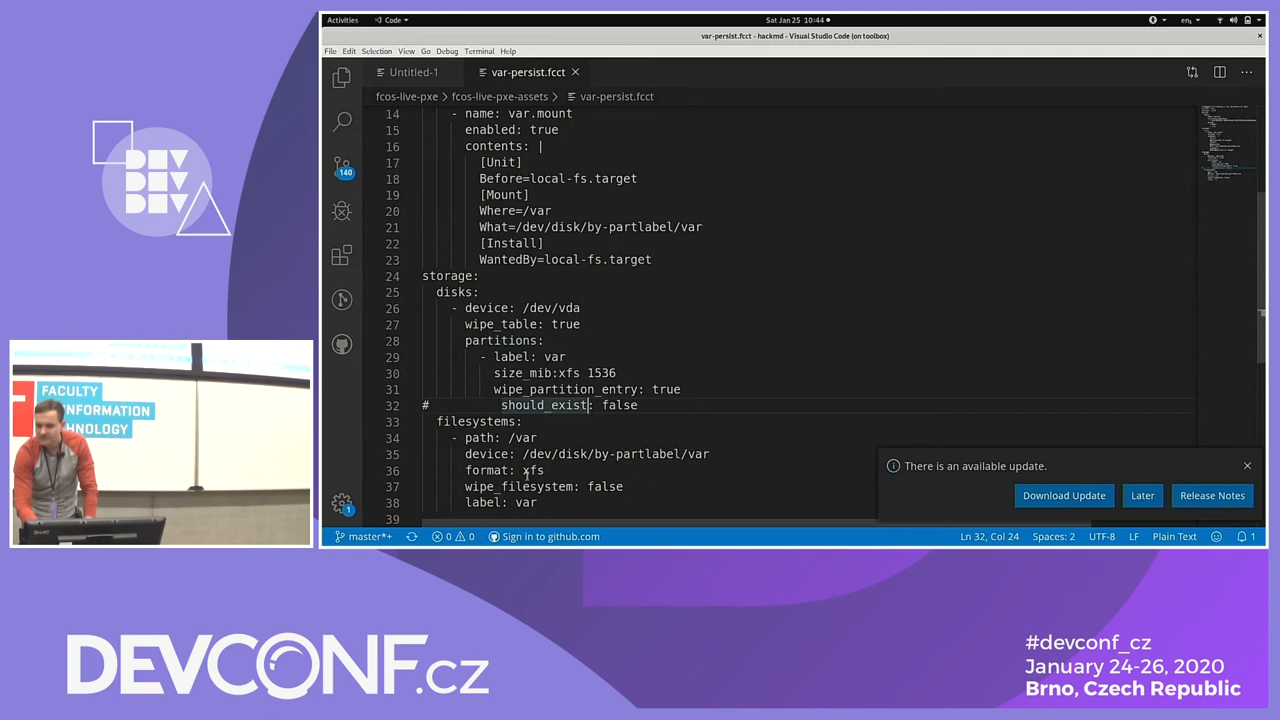 Activities
Code
Sat Jan 25 10:44
en
var-persist.fcct - hackmd - Visual Studio Code (on toolbox)
×
File Edit Selection View Go Debug Terminal Help
Untitled-1
var-persist.fcct
fcos-live-pxe > fcos-live-pxe-assets > var-persist.fcct
14 - name: var.mount
15 enabled: true
16 contents: |
17 [Unit]
18 Before=local-fs.target
19 [Mount]
20 Where=/var
21 What=/dev/disk/by-partlabel/var
22 [Install]
23 WantedBy=local-fs.target
24 storage:
25 disks:
26 - device: /dev/vda
27 wipe_table: true
28 partitions:
29 - label: var
30 size_mib:xfs 1536
31 wipe_partition_entry: true
32 # should_exist: false
33 filesystems:
34 - path: /var
35 device: /dev/disk/by-partlabel/var
36 format: xfs
37 wipe_filesystem: false
38 label: var
39
140
1
There is an available update.
Download Update
Later
Release Notes
master*+
0
0
Sign in to github.com
Ln 32, Col 24
Spaces: 2
UTF-8
LF
Plain Text
1
DEV
DEV
DEV
FACULTY
INFORMATION
TECHNOLOGY
DEVCONF.cz
#devconf_cz
January 24-26, 2020
Brno, Czech Republic